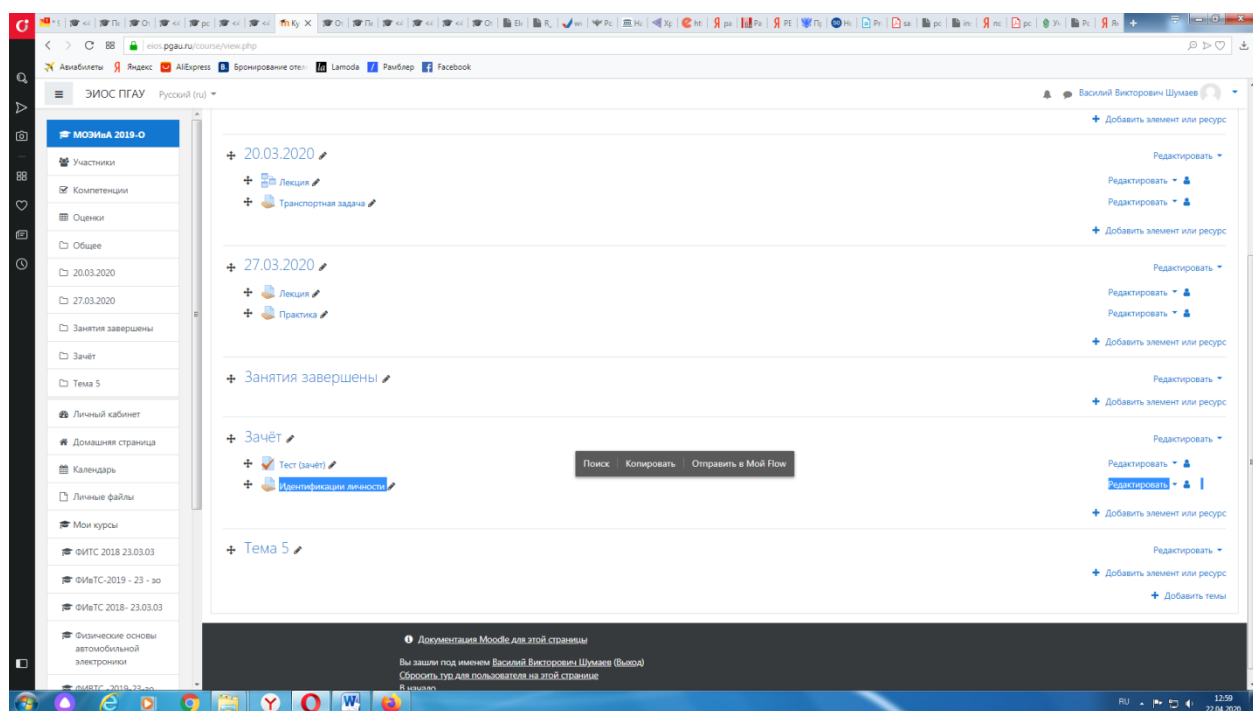 eios.pgau.ru/course/view.php
Авиабилеты Яндекс AliExpress Бронирование отел Lamoda Рамблер Facebook
ЭИОС ПГАУ Русский (ru)
Василий Викторович Шумаев
МОЭИвА 2019-О
Участники
Компетенции
Оценки
Общее
20.03.2020
27.03.2020
Занятия завершены
Зачёт
Тема 5
Личный кабинет
Домашняя страница
Календарь
Личные файлы
Мои курсы
ФИТС 2018 23.03.03
ФИвТС-2019 - 23 - зо
ФИвТС 2018- 23.03.03
Физические основы
автомобильной
электроники
Добавить элемент или ресурс
20.03.2020 Редактировать
Лекция Редактировать
Транспортная задача Редактировать
Добавить элемент или ресурс
27.03.2020 Редактировать
Лекция Редактировать
Практика Редактировать
Добавить элемент или ресурс
Занятия завершены Редактировать
Добавить элемент или ресурс
Зачёт Редактировать
Тест (зачёт) Редактировать
Поиск Копировать Отправить в Мой Flow
Идентификации личности Редактировать
Добавить элемент или ресурс
Тема 5 Редактировать
Добавить элемент или ресурс
Добавить темы
Документация Moodle для этой страницы
Вы зашли под именем Василий Викторович Шумаев (Выход)
Сбросить тур для пользователя на этой странице
В начало
RU 12:59
22.04.2020